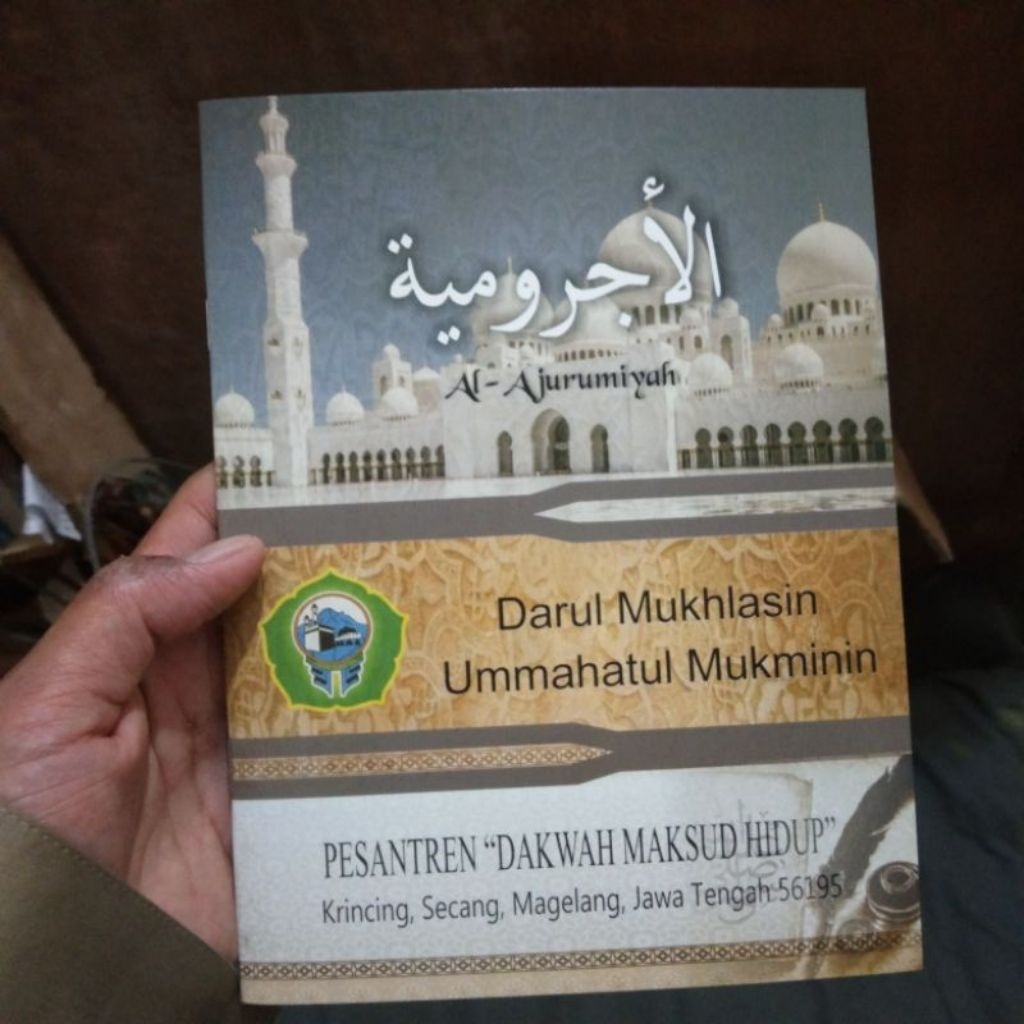 الأجرومية
Al-Ajurumiyah
Darul Mukhlasin
Ummahatul Mukminin
PESANTREN “DAKWAH MAKSUD HIDUP”
Krincing, Secang, Magelang, Jawa Tengah 56195